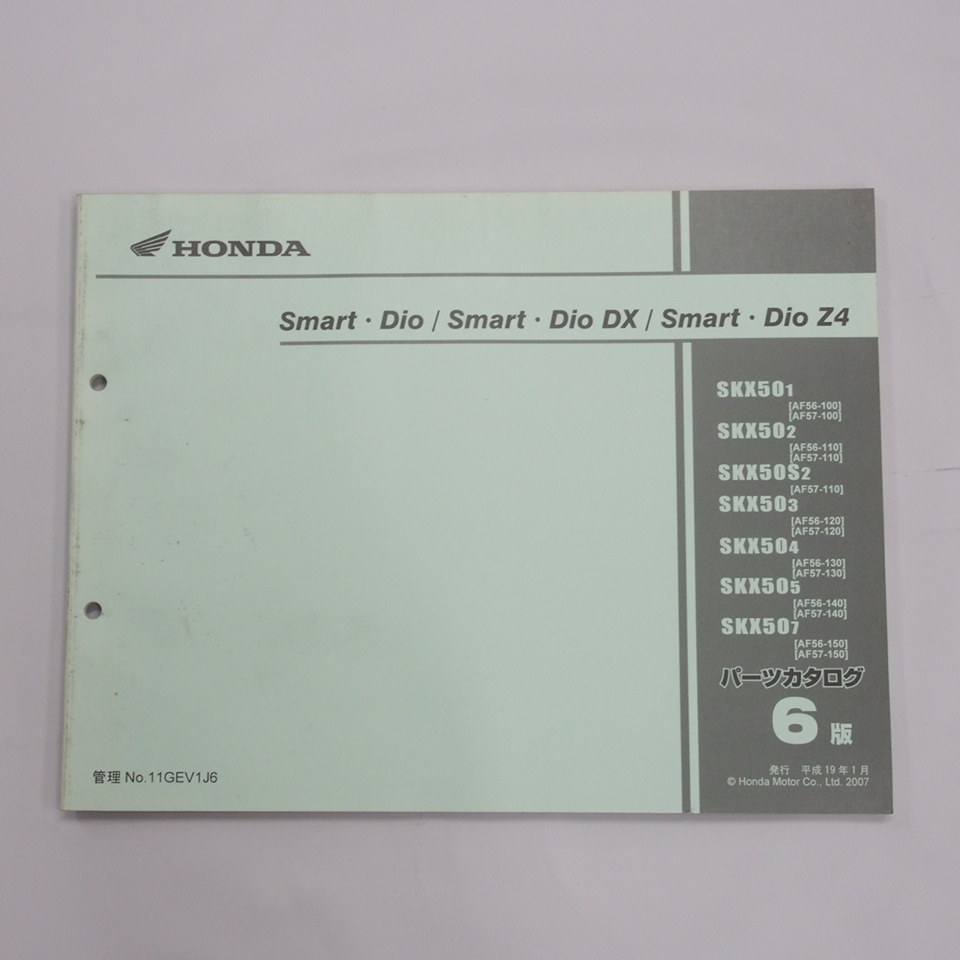 HONDA
Smart・Dio / Smart・Dio DX / Smart・Dio Z4
SKX501
[AF56-100]
[AF57-100]
SKX502
[AF56-110]
[AF57-110]
SKX50S2
[AF57-110]
SKX503
[AF56-120]
[AF57-120]
SKX504
[AF56-130]
[AF57-130]
SKX505
[AF56-140]
[AF57-140]
SKX507
[AF56-150]
[AF57-150]
パーツカタログ
6版
管理 No.11GEV1J6
発行 平成19年1月
© Honda Motor Co., Ltd. 2007